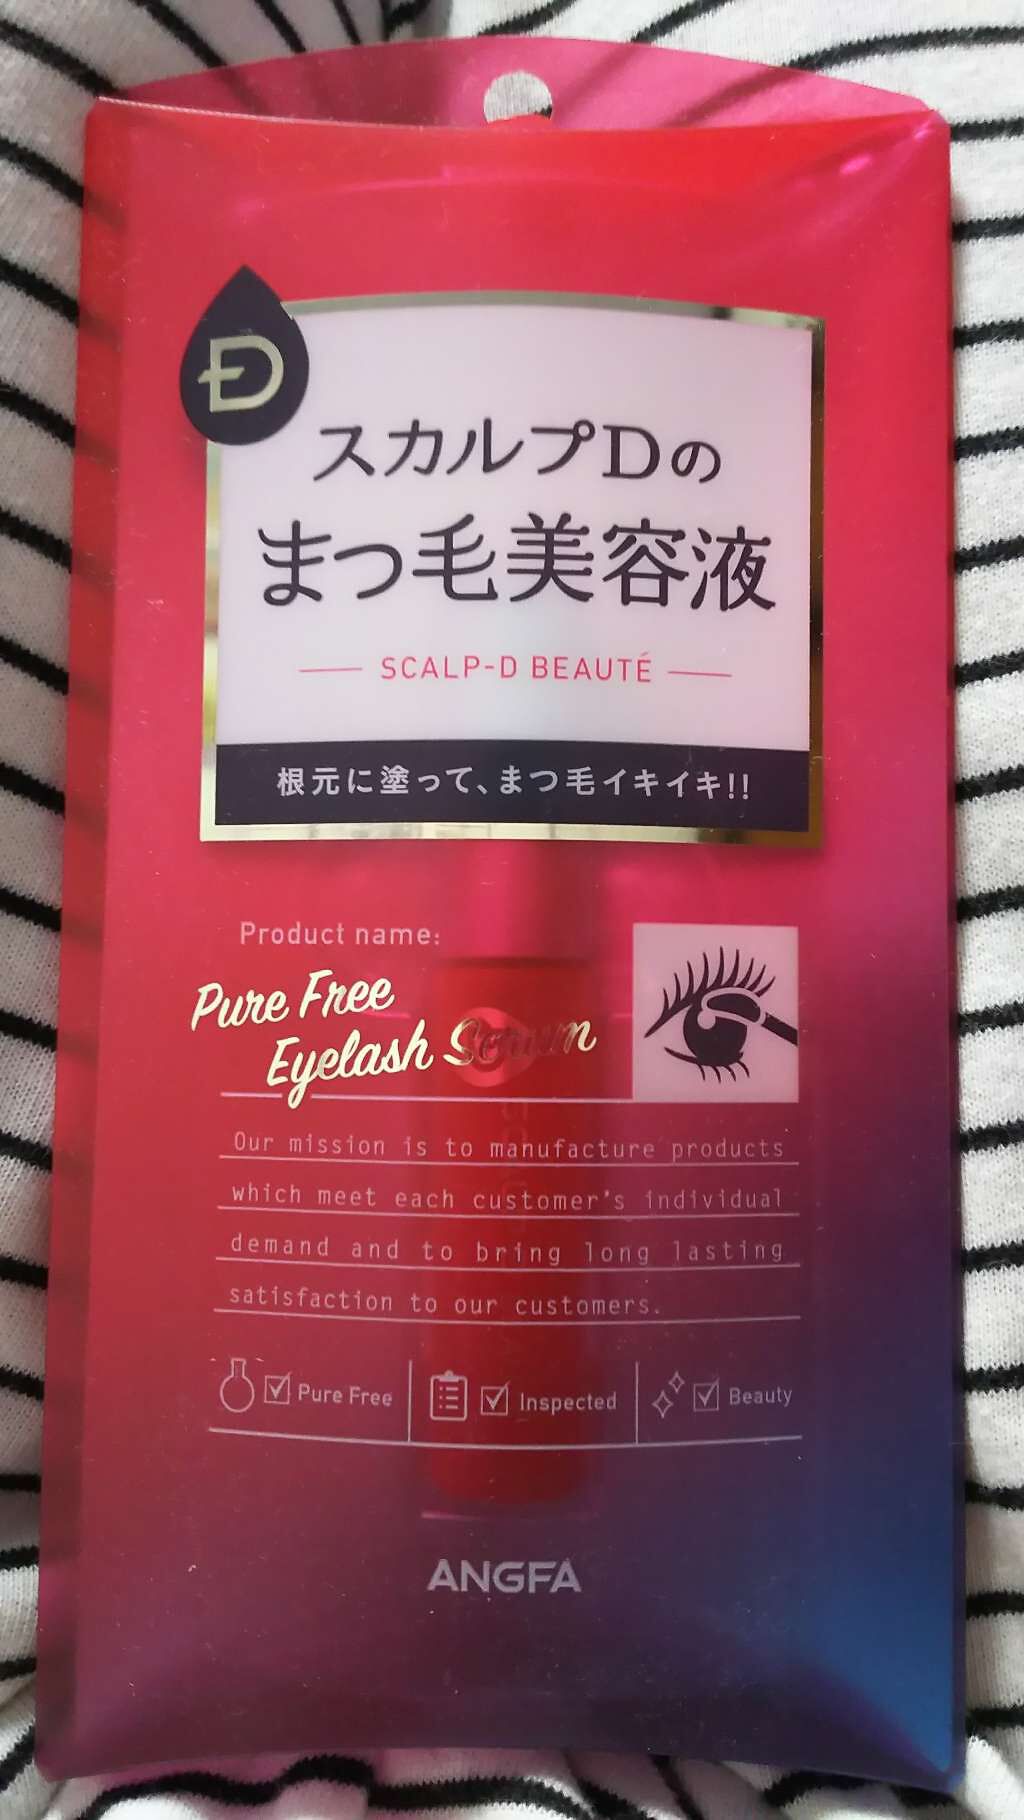 D
スカルプDの
まつ毛美容液
SCALP-D BEAUTÉ
根元に塗って、まつ毛イキイキ!!
Product name:
Pure Free
Eyelash Serum
Our mission is to manufacture products
which meet each customer's individual
demand and to bring long lasting
satisfaction to our customers.
Pure Free
Inspected
Beauty
ANGFA